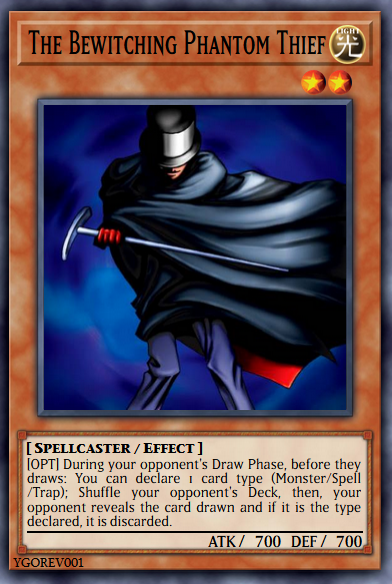 The Bewitching Phantom Thief
LIGHT
光
[ Spellcaster / Effect ]
[OPT] During your opponent's Draw Phase, before they
draws: You can declare 1 card type (Monster/Spell
/Trap); Shuffle your opponent's Deck, then, your
opponent reveals the card drawn and if it is the type
declared, it is discarded.
ATK / 700 DEF / 700
YGOREV001